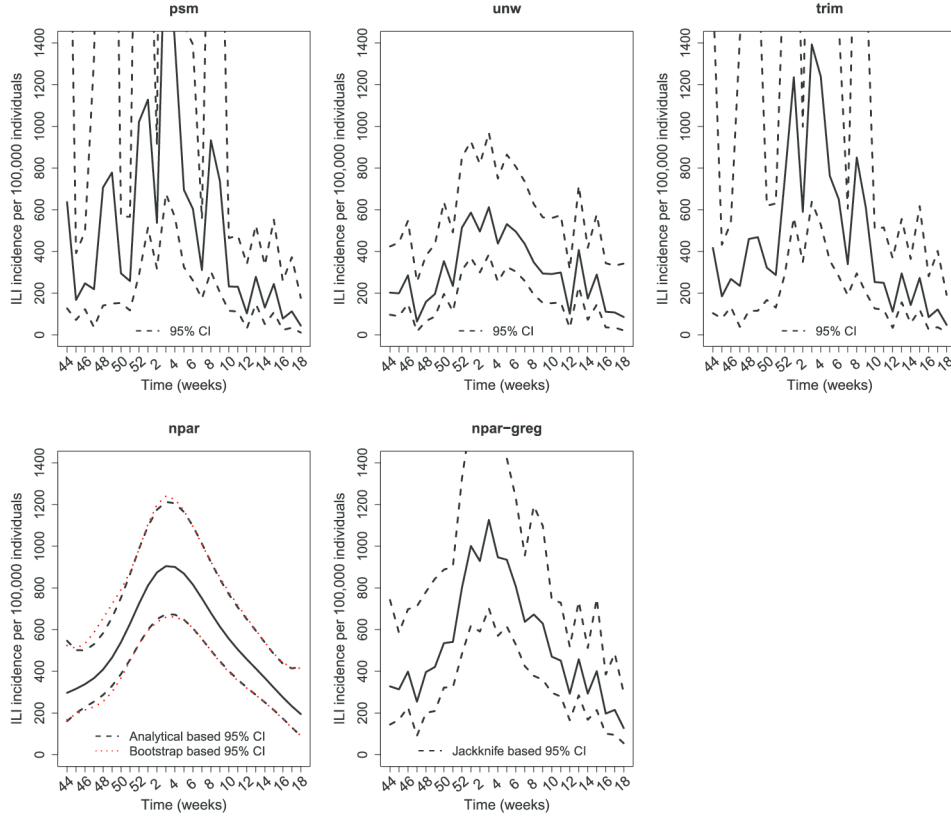 psm
ILI incidence per 100,000 individuals
1400
1200
1000
800
600
400
200
0
95% CI
44 46 48 50 52 2 4 6 8 10 12 14 16 18
Time (weeks)
unw
ILI incidence per 100,000 individuals
1400
1200
1000
800
600
400
200
0
95% CI
44 46 48 50 52 2 4 6 8 10 12 14 16 18
Time (weeks)
trim
ILI incidence per 100,000 individuals
1400
1200
1000
800
600
400
200
0
95% CI
44 46 48 50 52 2 4 6 8 10 12 14 16 18
Time (weeks)
npar
ILI incidence per 100,000 individuals
1400
1200
1000
800
600
400
200
0
Analytical based 95% CI
Bootstrap based 95% CI
44 46 48 50 52 2 4 6 8 10 12 14 16 18
Time (weeks)
npar−greg
ILI incidence per 100,000 individuals
1400
1200
1000
800
600
400
200
0
Jackknife based 95% CI
44 46 48 50 52 2 4 6 8 10 12 14 16 18
Time (weeks)